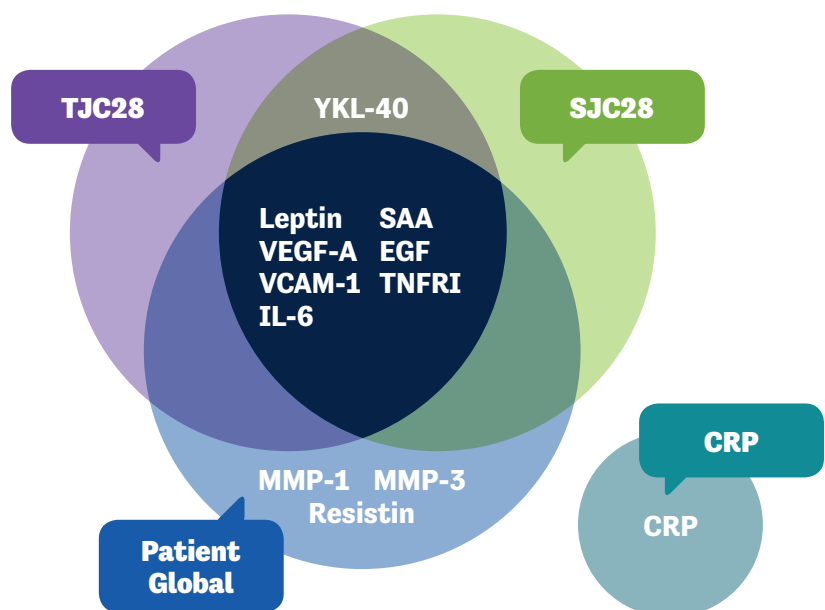 TJC28
YKL-40
SJC28
Leptin SAA
VEGF-A EGF
VCAM-1 TNFRI
IL-6
CRP
MMP-1 MMP-3
Resistin
CRP
Patient
Global